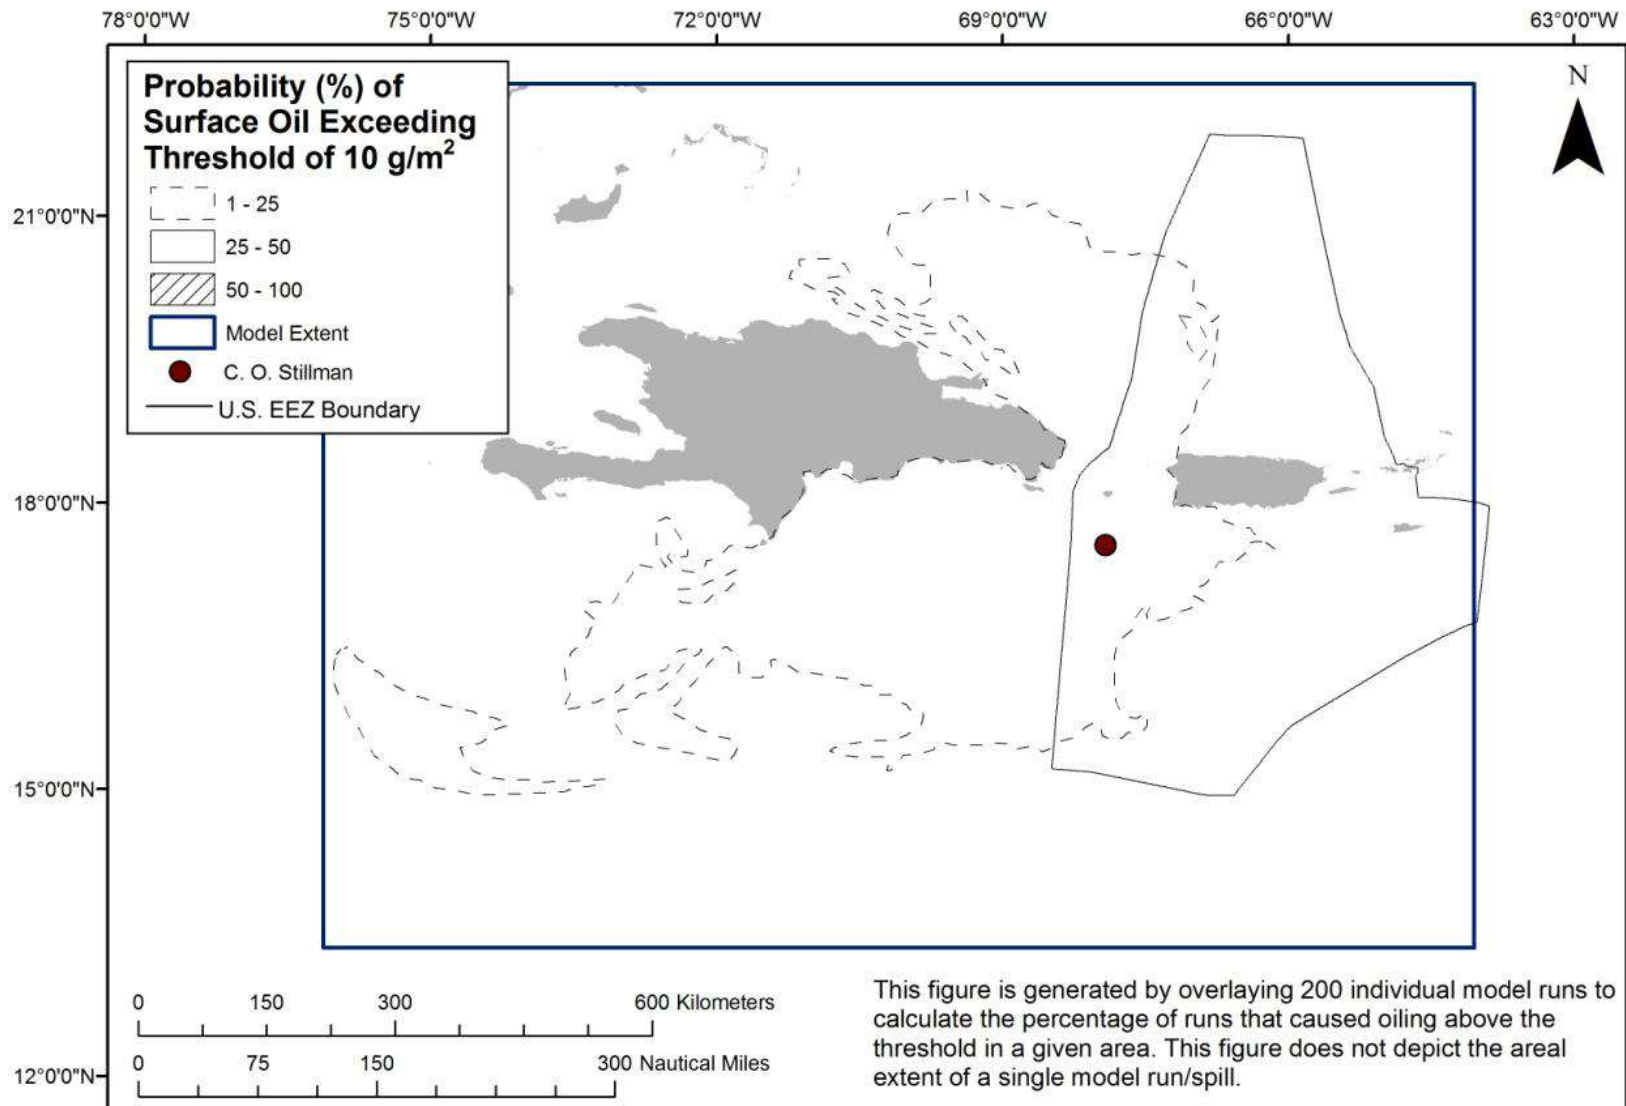 78°0'0"W 75°0'0"W 72°0'0"W 69°0'0"W 66°0'0"W 63°0'0"W
Probability (%) of
Surface Oil Exceeding
Threshold of 10 g/m²
1 - 25
25 - 50
50 - 100
Model Extent
C. O. Stillman
U.S. EEZ Boundary
N
21°0'0"N
18°0'0"N
15°0'0"N
12°0'0"N
0 150 300 600 Kilometers
0 75 150 300 Nautical Miles
This figure is generated by overlaying 200 individual model runs to
calculate the percentage of runs that caused oiling above the
threshold in a given area. This figure does not depict the areal
extent of a single model run/spill.